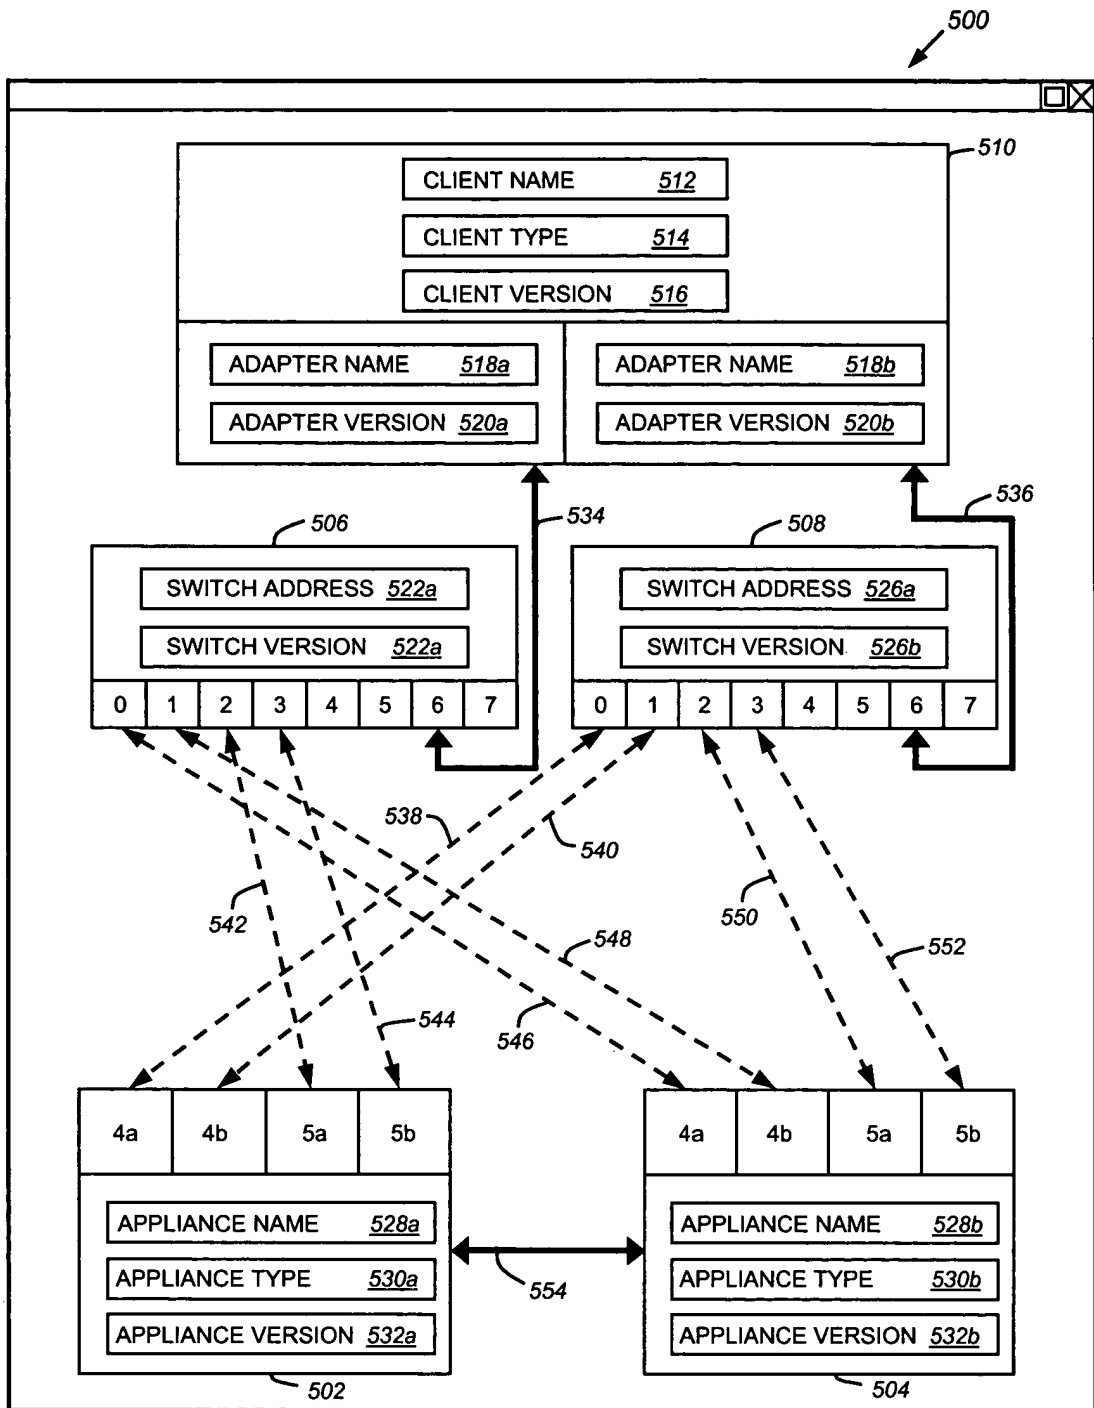 500
510
CLIENT NAME 512
CLIENT TYPE 514
CLIENT VERSION 516
ADAPTER NAME 518a
ADAPTER NAME 518b
ADAPTER VERSION 520a
ADAPTER VERSION 520b
534
536
506
508
SWITCH ADDRESS 522a
SWITCH ADDRESS 526a
SWITCH VERSION 522a
SWITCH VERSION 526b
0 1 2 3 4 5 6 7
0 1 2 3 4 5 6 7
538
540
542
550
548
552
544
546
4a 4b 5a 5b
4a 4b 5a 5b
APPLIANCE NAME 528a
APPLIANCE NAME 528b
APPLIANCE TYPE 530a
APPLIANCE TYPE 530b
554
APPLIANCE VERSION 532a
APPLIANCE VERSION 532b
502
504